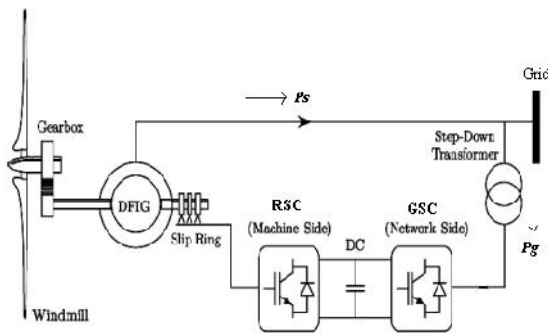 Ps
Grid
Gearbox
Step-Down
Transformer
DFIG
RSC
(Machine Side)
GSC
(Network Side)
Slip Ring
DC
Pg
Windmill